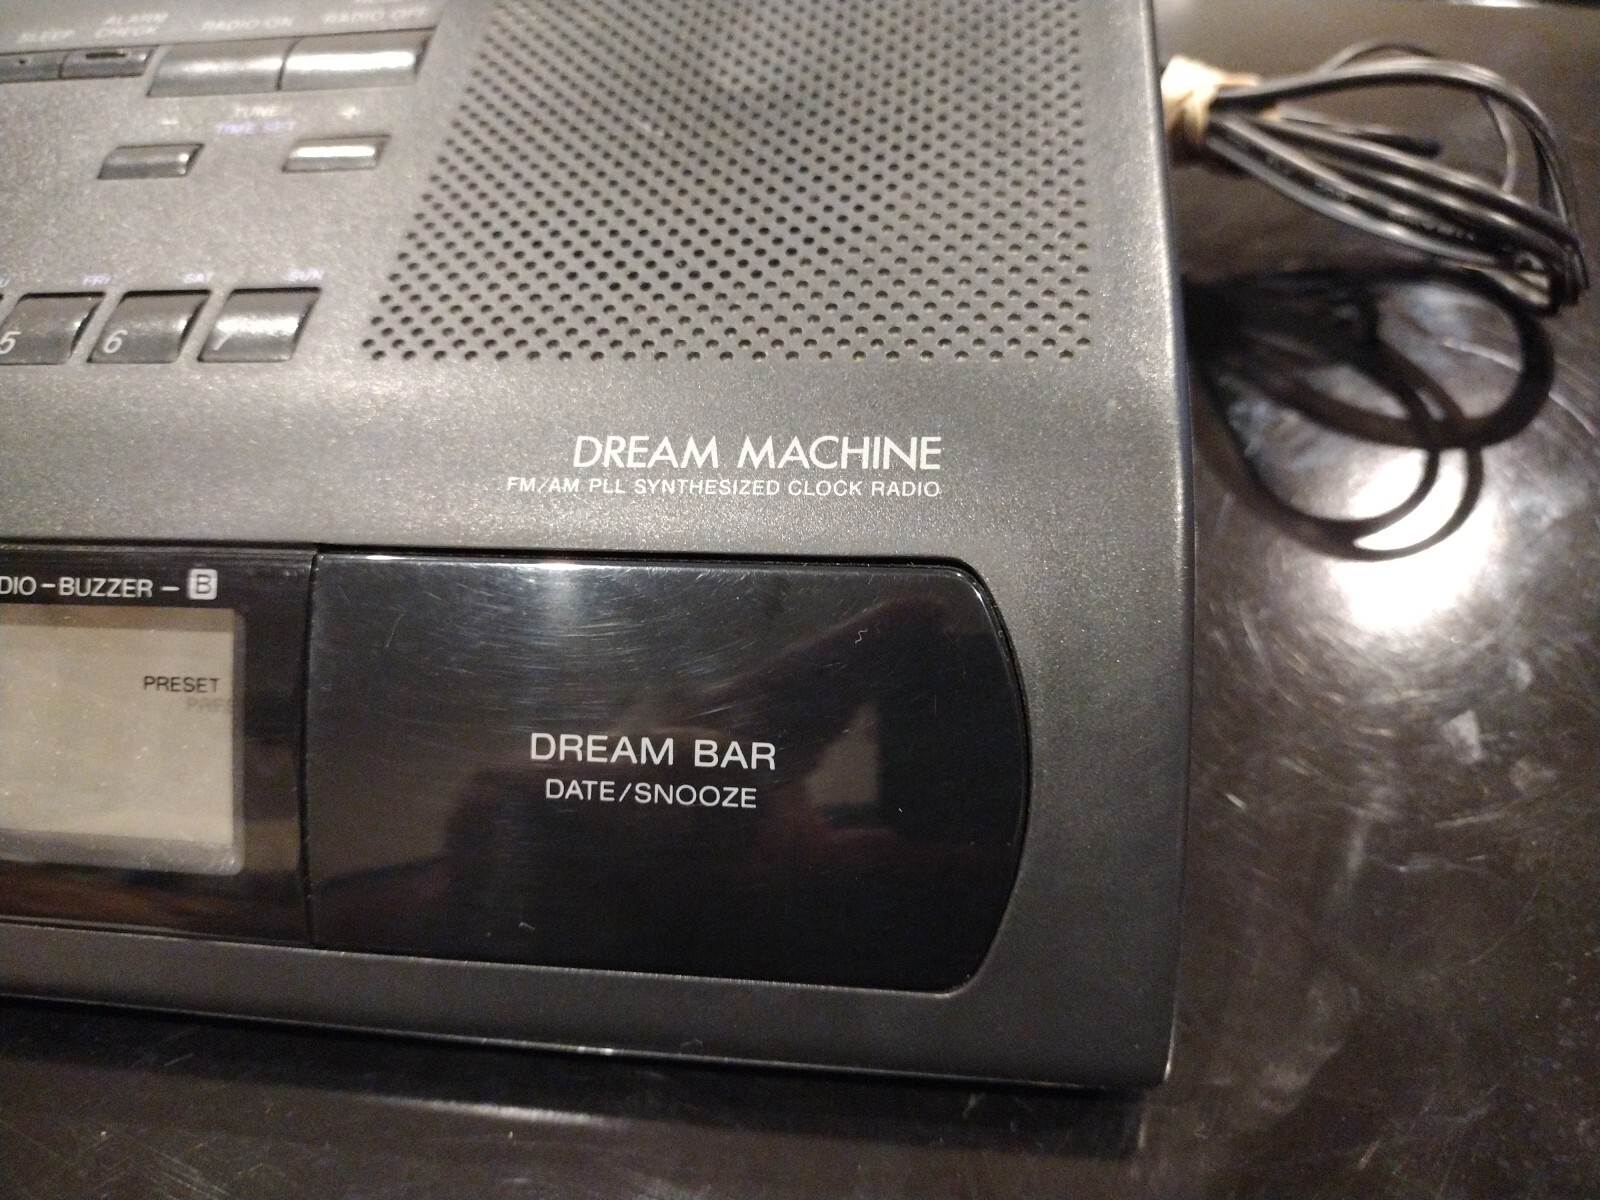 SLEEP
ALARM
CHECK
RADIO ON
RADIO OFF
— TUNE +
TIME SET
FRI
SAT
SUN
5
6
7
DREAM MACHINE
FM/AM PLL SYNTHESIZED CLOCK RADIO
DIO–BUZZER–B
PRESET
DREAM BAR
DATE/SNOOZE